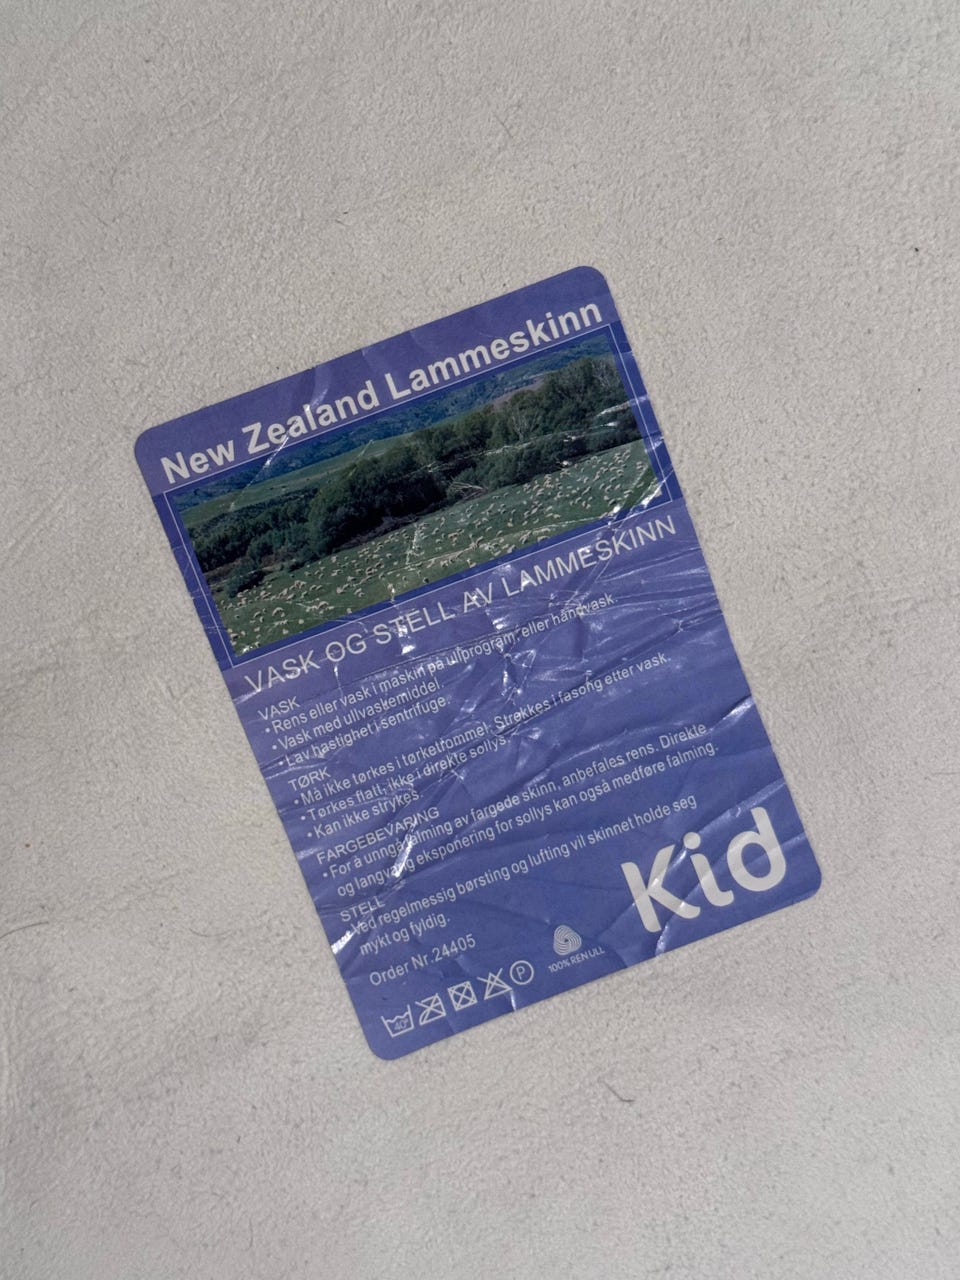 New Zealand Lammeskinn
VASK OG STELL AV LAMMESKINN
VASK
• Rens eller vask i maskin på ullprogram, eller håndvask.
• Vask med ullvaskemiddel.
• Lav hastighet i sentrifuge.
TØRK
• Må ikke tørkes i tørketrommel. Strekkes i fasong etter vask.
• Tørkes flatt, ikke i direkte sollys.
• Kan ikke strykes.
FARGEBEVARING
• For å unngå falming av fargede skinn, anbefales rens. Direkte
og langvarig eksponering for sollys kan også medføre falming.
STELL
• Ved regelmessig børsting og lufting vil skinnet holde seg
mykt og fyldig.
Order Nr.24405
40°
P
100% REN ULL
Kid